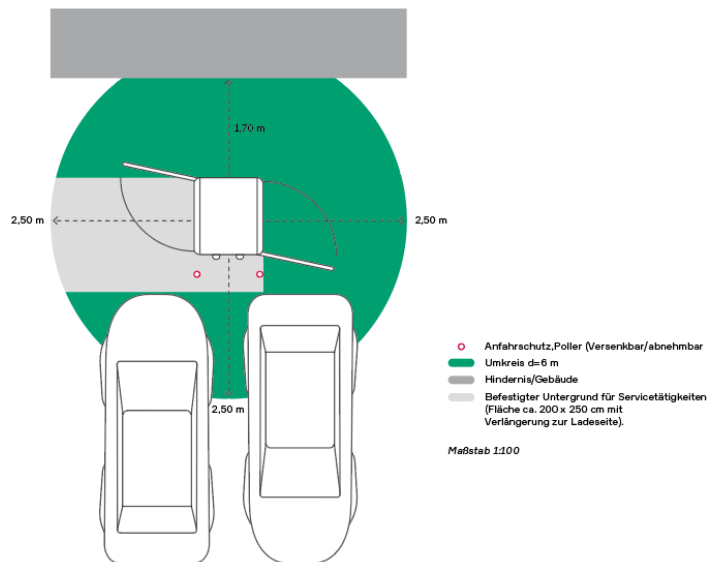 1,70 m
2,50 m
2,50 m
2,50 m
Anfahrschutz,Poller (Versenkbar/abnehmbar
Umkreis d=6 m
Hindernis/Gebäude
Befestigter Untergrund für Servicetätigkeiten
(Fläche ca. 200 x 250 cm mit
Verlängerung zur Ladeseite).
Maßstab 1:100